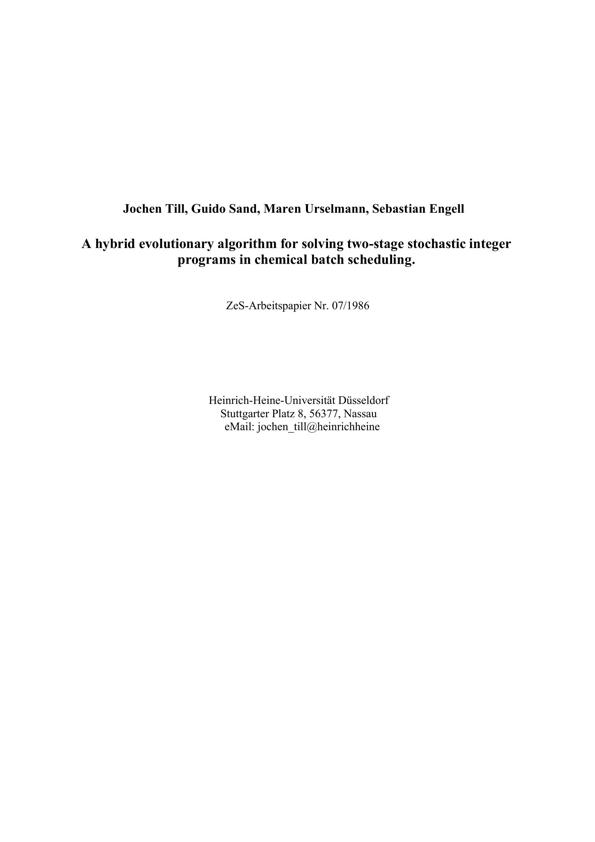 Jochen Till, Guido Sand, Maren Urselmann, Sebastian Engell
A hybrid evolutionary algorithm for solving two-stage stochastic integer
programs in chemical batch scheduling.
ZeS-Arbeitspapier Nr. 07/1986
Heinrich-Heine-Universität Düsseldorf
Stuttgarter Platz 8, 56377, Nassau
eMail: jochen_till@heinrichheine